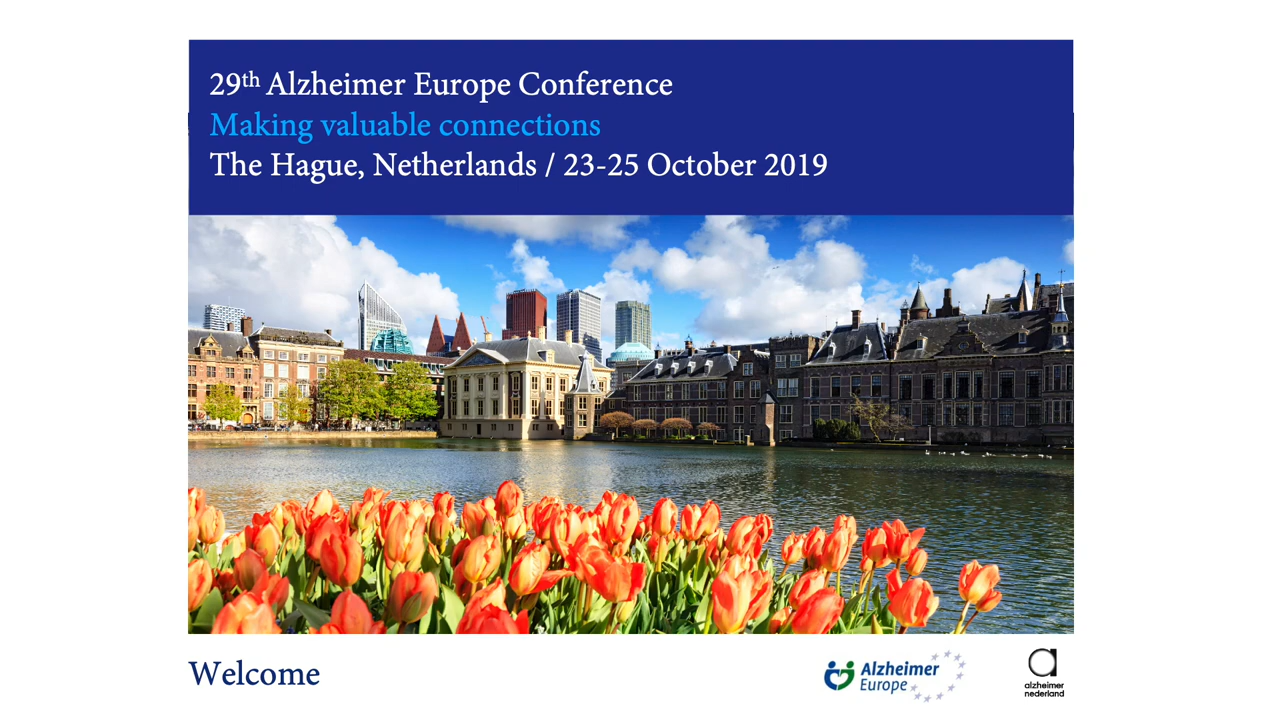 29th Alzheimer Europe Conference
Making valuable connections
The Hague, Netherlands / 23-25 October 2019
Welcome
Alzheimer
Europe
alzheimer
nederland